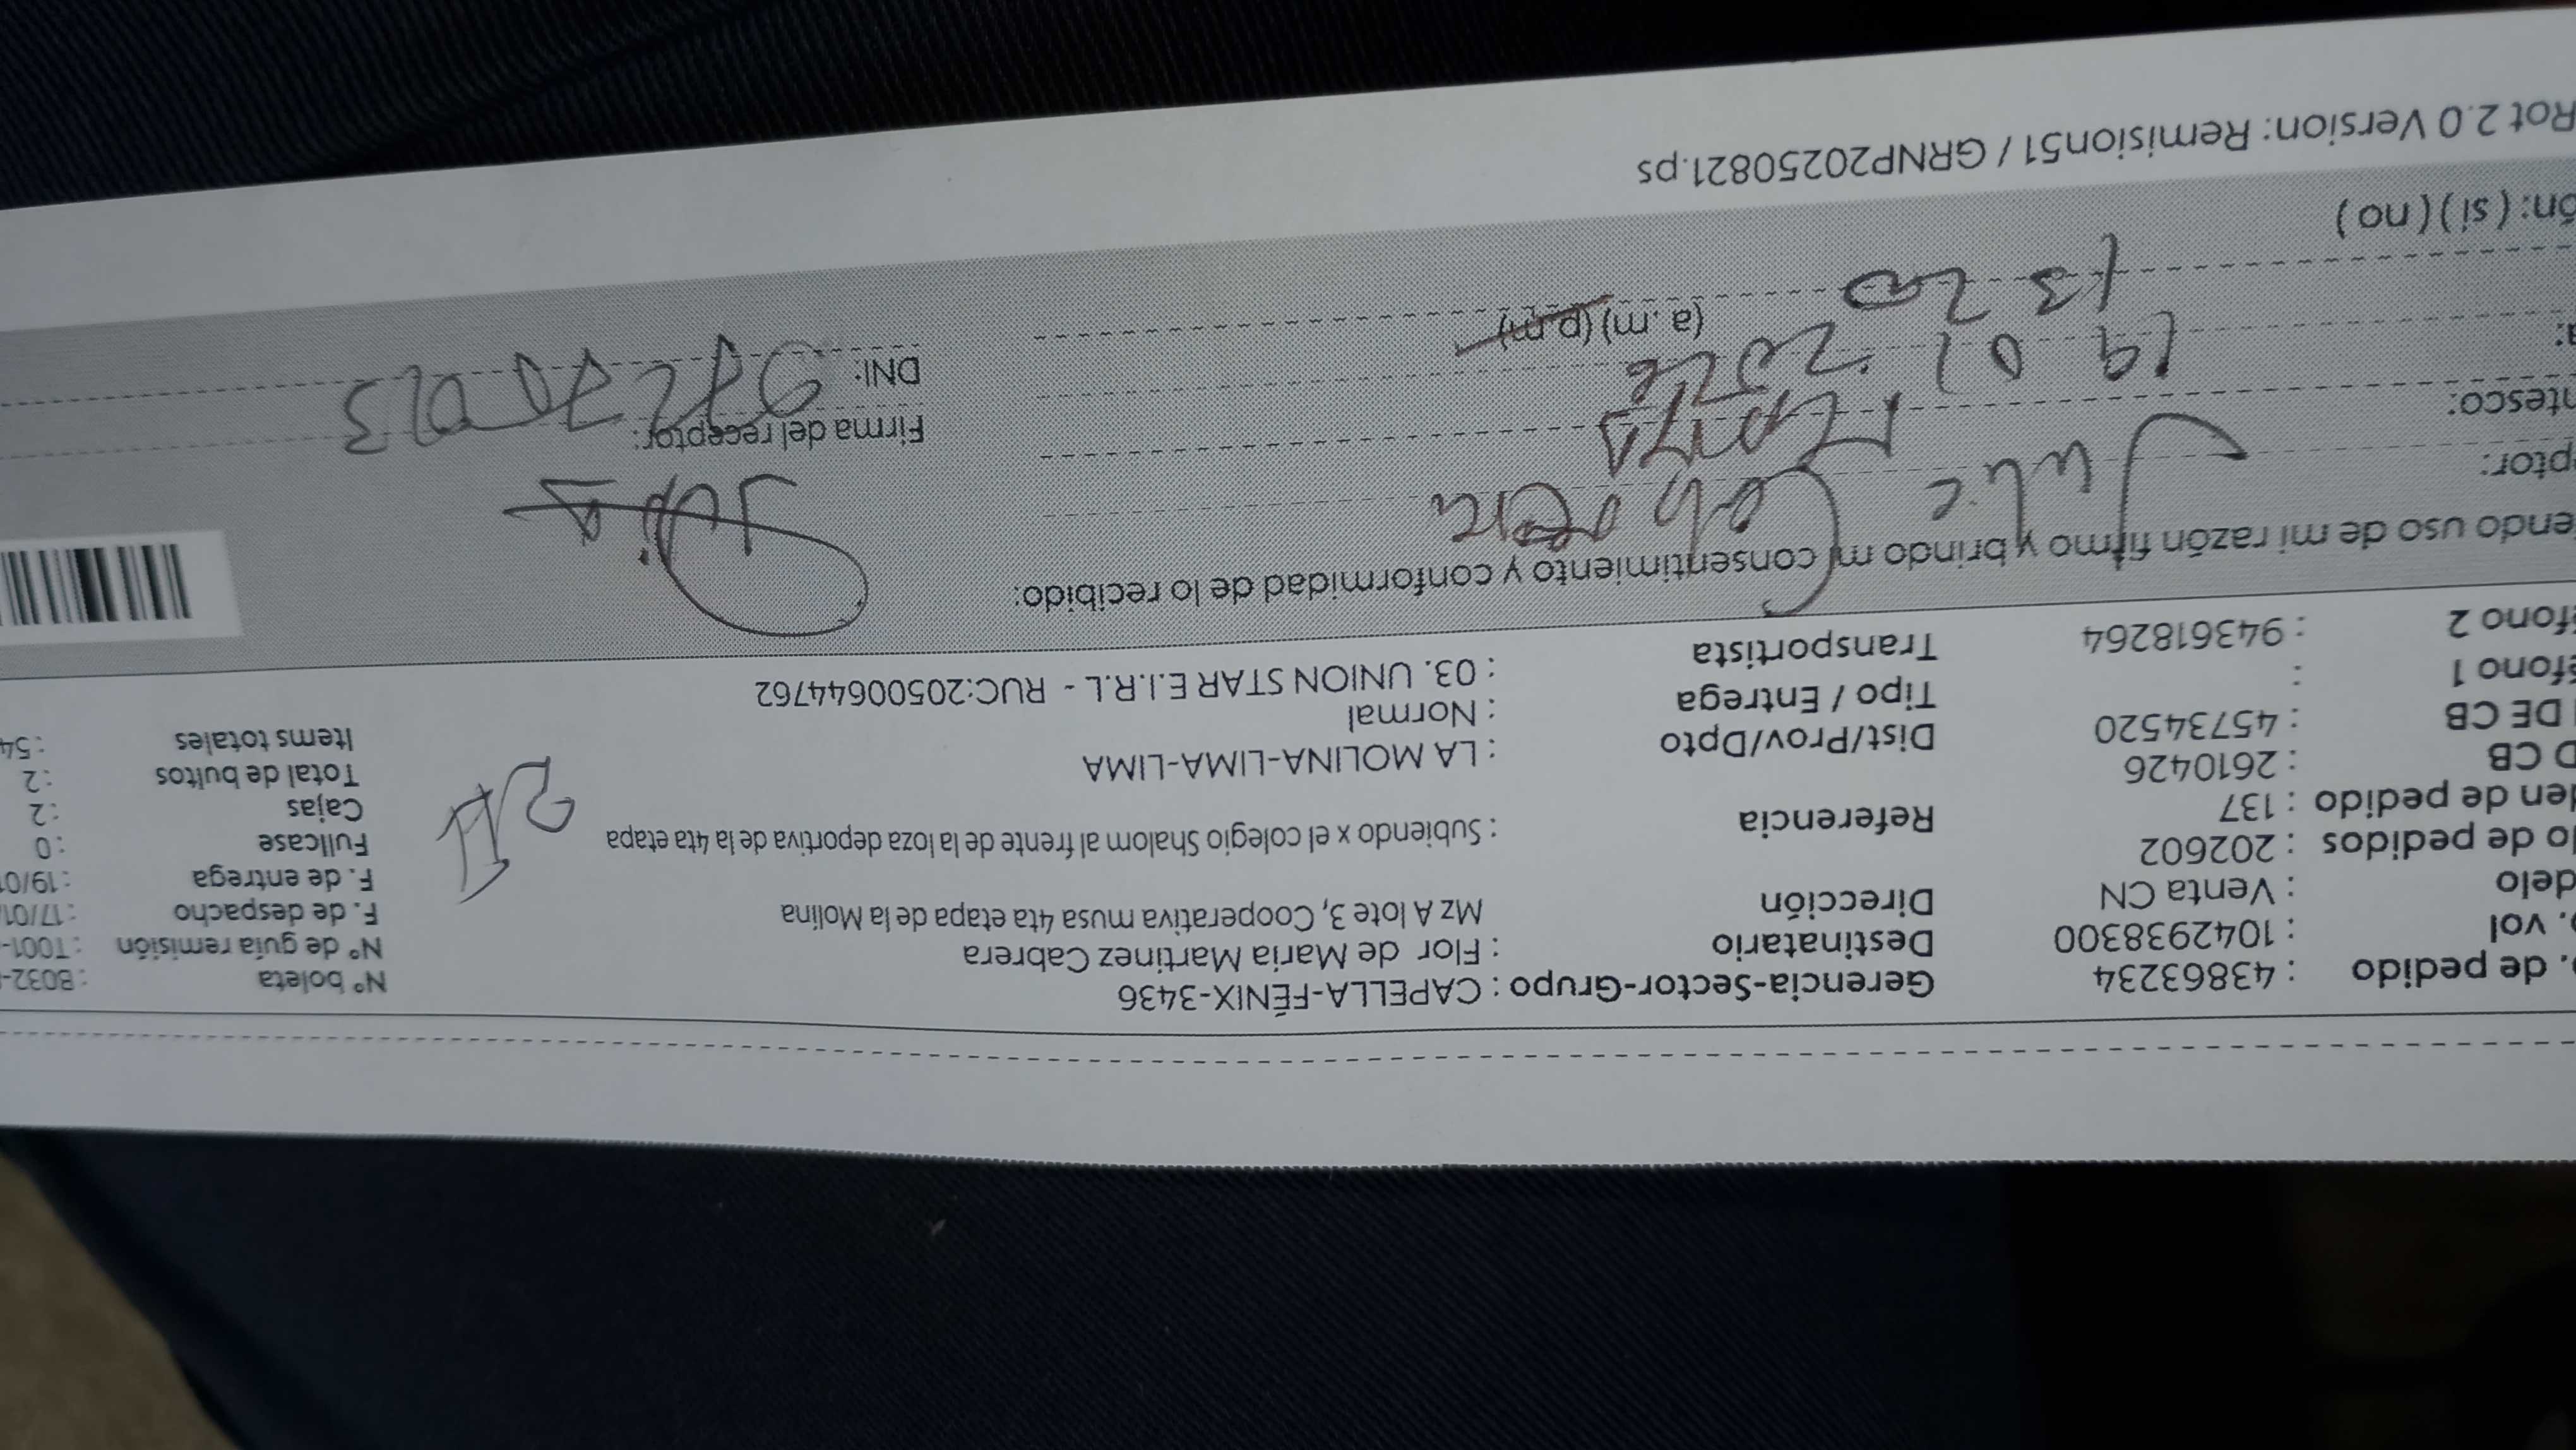 . de pedido : 43863234 Gerencia-Sector-Grupo : CAPELLA-FÉNIX-3436 N° boleta : B032-
. vol : 1042938300 Destinatario : Flor de Maria Martinez Cabrera N° de guía remisión : T001-
delo : Venta CN Dirección Mz A lote 3, Cooperativa musa 4ta etapa de la Molina F. de despacho : 17/01
o de pedidos : 202602 F. de entrega : 19/01
den de pedido : 137 Referencia : Subiendo x el colegio Shalom al frente de la loza deportiva de la 4ta etapa Fullcase : 0
D CB : 2610426 Cajas : 2
DE CB : 45734520 Dist/Prov/Dpto : LA MOLINA-LIMA-LIMA Total de bultos : 2
éfono 1 : Tipo / Entrega : Normal Items totales : 54
éfono 2 : 943618264 Transportista : 03. UNION STAR E.I.R.L - RUC:20500644762
endo uso de mi razón firmo y brindo mi consentimiento y conformidad de lo recibido:
ptor: Cabrera
ntesco: Firma del receptor:
a: 19 01 2026 DNI:
13 20 (a.m) (p.m)
ón: (si) (no)
Rot 2.0 Version: Remision51 / GRNP20250821.ps